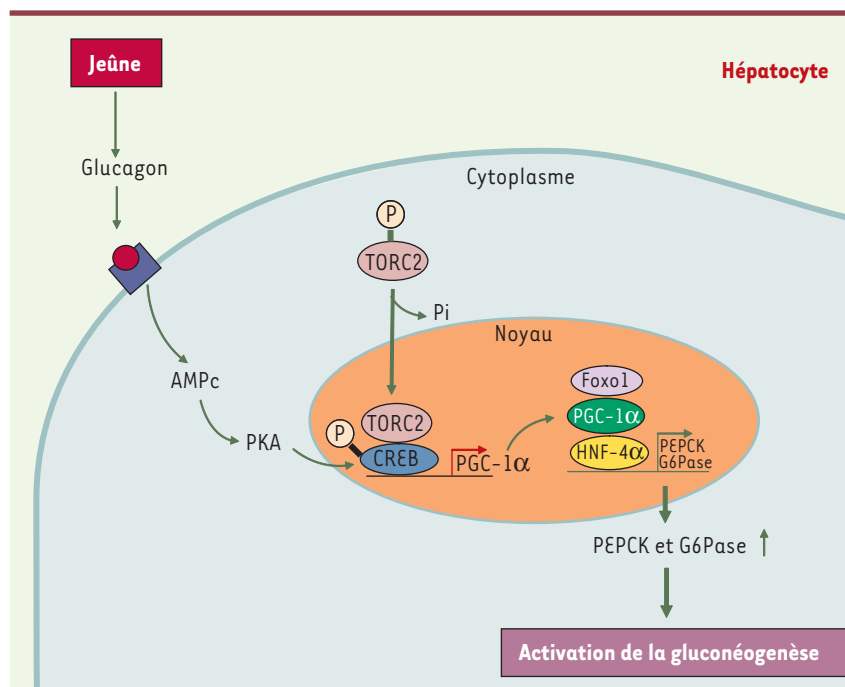 Jeûne
Hépatocyte
Glucagon
Cytoplasme
P
TORC2
Pi
Noyau
AMPc
PKA
P
TORC2
CREB
PGC-1α
Foxo1
PGC-1α
HNF-4α
PEPCK
G6Pase
PEPCK et G6Pase
Activation de la gluconéogenèse